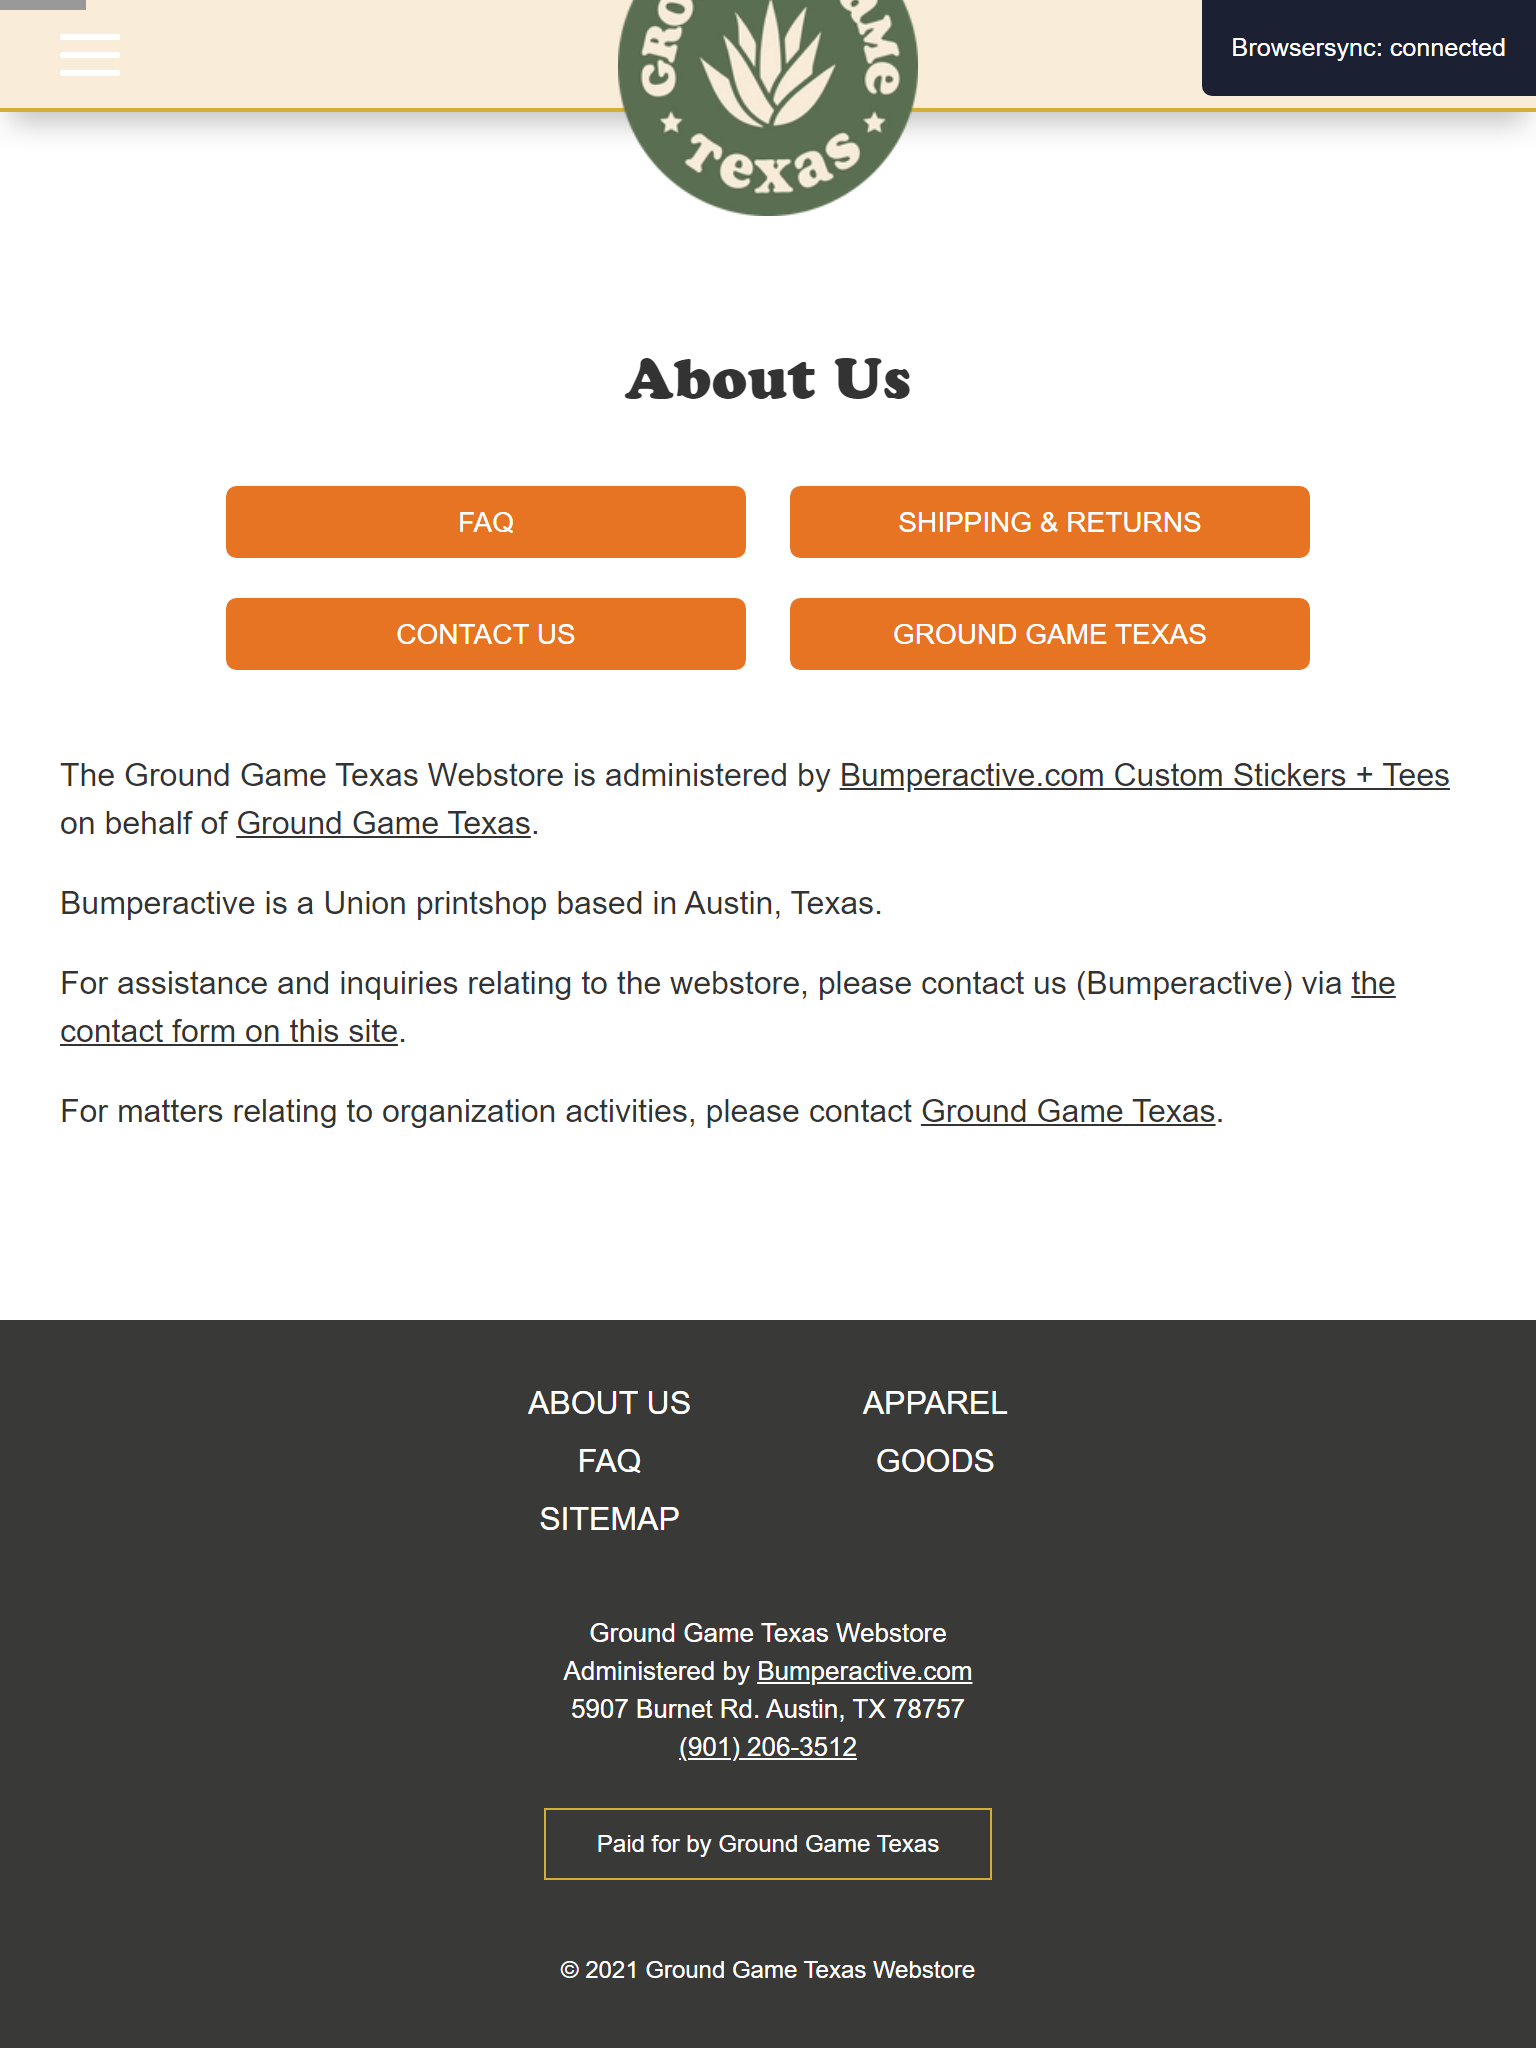 Browsersync: connected
Texas
About Us
FAQ
SHIPPING & RETURNS
CONTACT US
GROUND GAME TEXAS
The Ground Game Texas Webstore is administered by Bumperactive.com Custom Stickers + Tees
on behalf of Ground Game Texas.
Bumperactive is a Union printshop based in Austin, Texas.
For assistance and inquiries relating to the webstore, please contact us (Bumperactive) via the
contact form on this site.
For matters relating to organization activities, please contact Ground Game Texas.
ABOUT US
FAQ
SITEMAP
APPAREL
GOODS
Ground Game Texas Webstore
Administered by Bumperactive.com
5907 Burnet Rd. Austin, TX 78757
(901) 206-3512
Paid for by Ground Game Texas
© 2021 Ground Game Texas Webstore